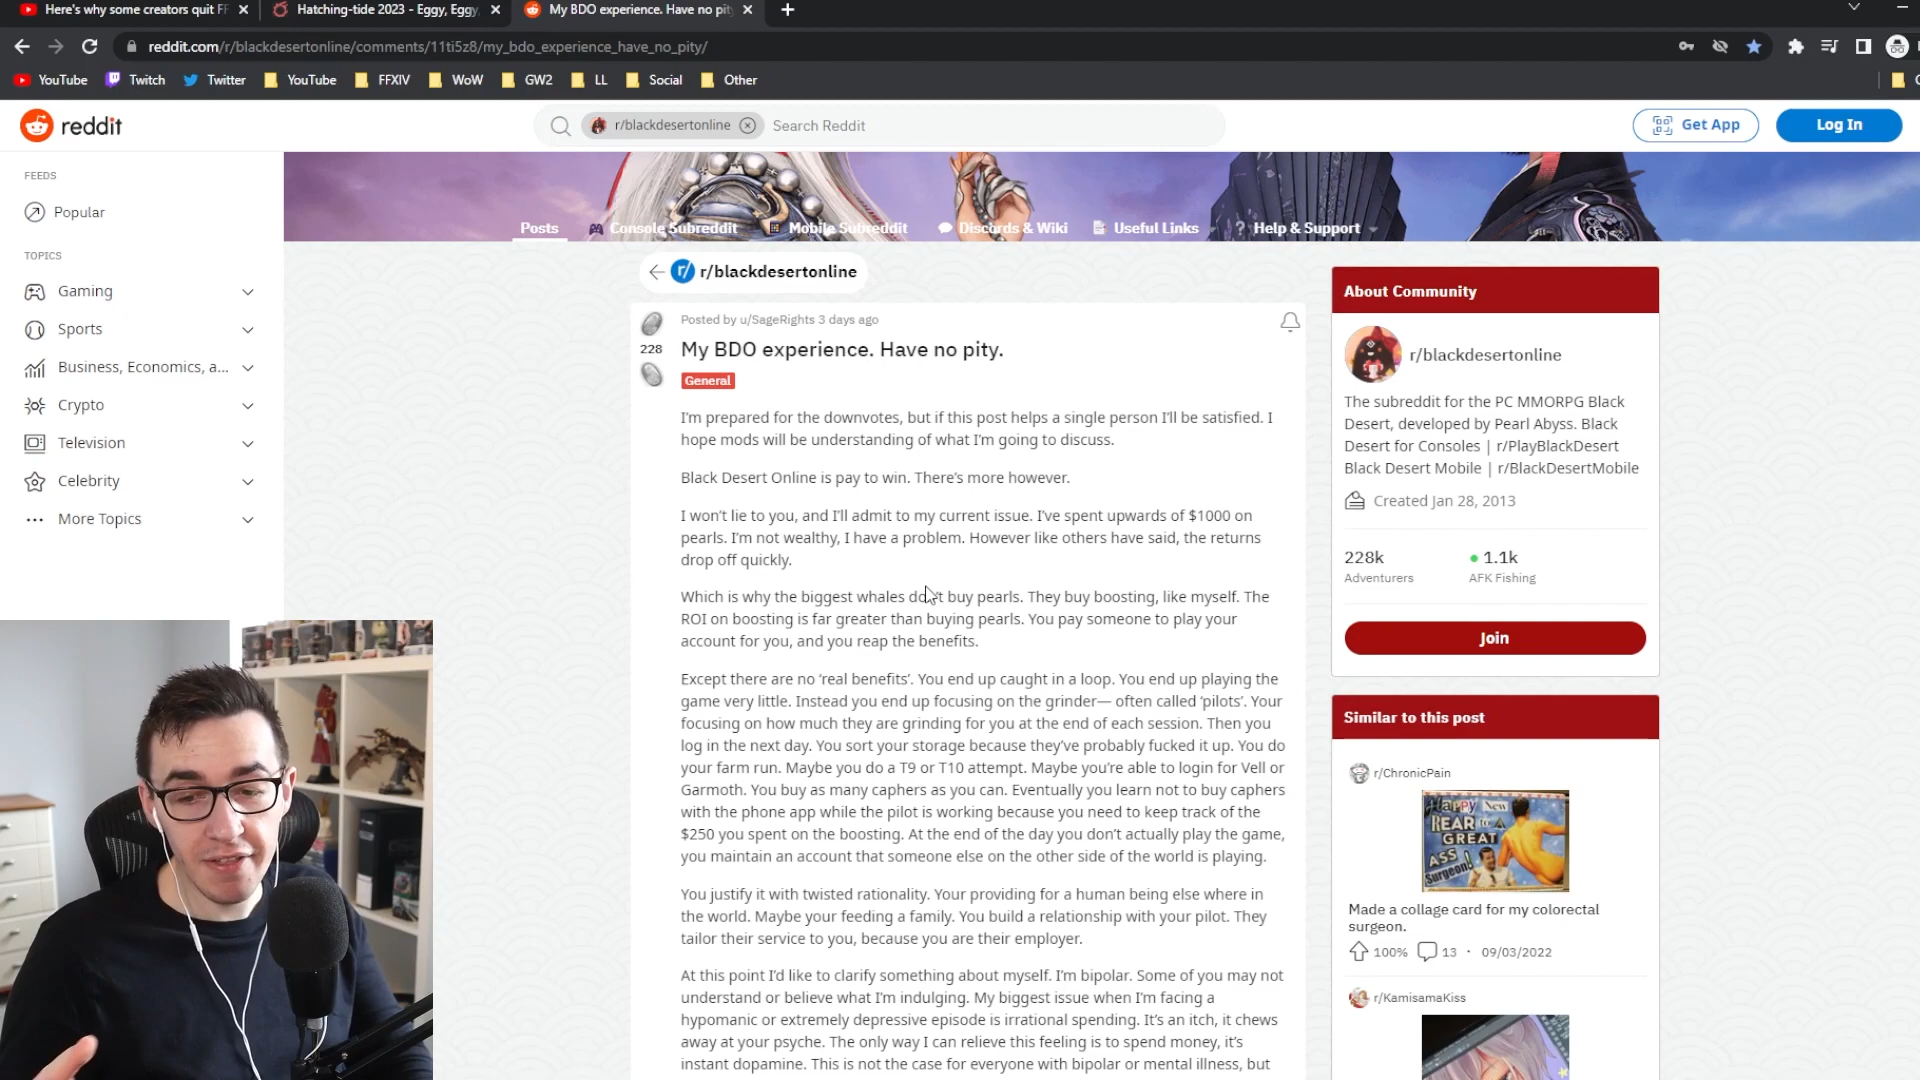 Here's why some creators quit FF
Hatching-tide 2023 - Eggy, Eggy,
My BDO experience. Have no pit
reddit.com/r/blackdesertonline/comments/11ti5z8/my_bdo_experience_have_no_pity/
YouTube Twitch Twitter YouTube FFXIV WoW GW2 LL Social Other
reddit
r/blackdesertonline
Search Reddit
Get App
Log In
FEEDS
Popular
TOPICS
Gaming
Sports
Business, Economics, a...
Crypto
Television
Celebrity
More Topics
Posts
Console Subreddit
Mobile Subreddit
Discords & Wiki
Useful Links
Help & Support
r/ r/blackdesertonline
Posted by u/SageRights 3 days ago
228
My BDO experience. Have no pity.
General
I'm prepared for the downvotes, but if this post helps a single person I'll be satisfied. I
hope mods will be understanding of what I'm going to discuss.
Black Desert Online is pay to win. There's more however.
I won't lie to you, and I'll admit to my current issue. I've spent upwards of $1000 on
pearls. I'm not wealthy, I have a problem. However like others have said, the returns
drop off quickly.
Which is why the biggest whales don't buy pearls. They buy boosting, like myself. The
ROI on boosting is far greater than buying pearls. You pay someone to play your
account for you, and you reap the benefits.
Except there are no 'real benefits'. You end up caught in a loop. You end up playing the
game very little. Instead you end up focusing on the grinder— often called 'pilots'. Your
focusing on how much they are grinding for you at the end of each session. Then you
log in the next day. You sort your storage because they've probably fucked it up. You do
your farm run. Maybe you do a T9 or T10 attempt. Maybe you're able to login for Vell or
Garmoth. You buy as many caphers as you can. Eventually you learn not to buy caphers
with the phone app while the pilot is working because you need to keep track of the
$250 you spent on the boosting. At the end of the day you don't actually play the game,
you maintain an account that someone else on the other side of the world is playing.
You justify it with twisted rationality. Your providing for a human being else where in
the world. Maybe your feeding a family. You build a relationship with your pilot. They
tailor their service to you, because you are their employer.
At this point I'd like to clarify something about myself. I'm bipolar. Some of you may not
understand or believe what I'm indulging. My biggest issue when I'm facing a
hypomanic or extremely depressive episode is irrational spending. It's an itch, it chews
away at your psyche. The only way I can relieve this feeling is to spend money, it's
instant dopamine. This is not the case for everyone with bipolar or mental illness, but
About Community
r/blackdesertonline
The subreddit for the PC MMORPG Black
Desert, developed by Pearl Abyss. Black
Desert for Consoles | r/PlayBlackDesert
Black Desert Mobile | r/BlackDesertMobile
Created Jan 28, 2013
228k
Adventurers
1.1k
AFK Fishing
Join
Similar to this post
r/ChronicPain
Happy New
REAR to A
GREAT
ASS
Surgeon!
Made a collage card for my colorectal
surgeon.
100% 13 · 09/03/2022
r/KamisamaKiss